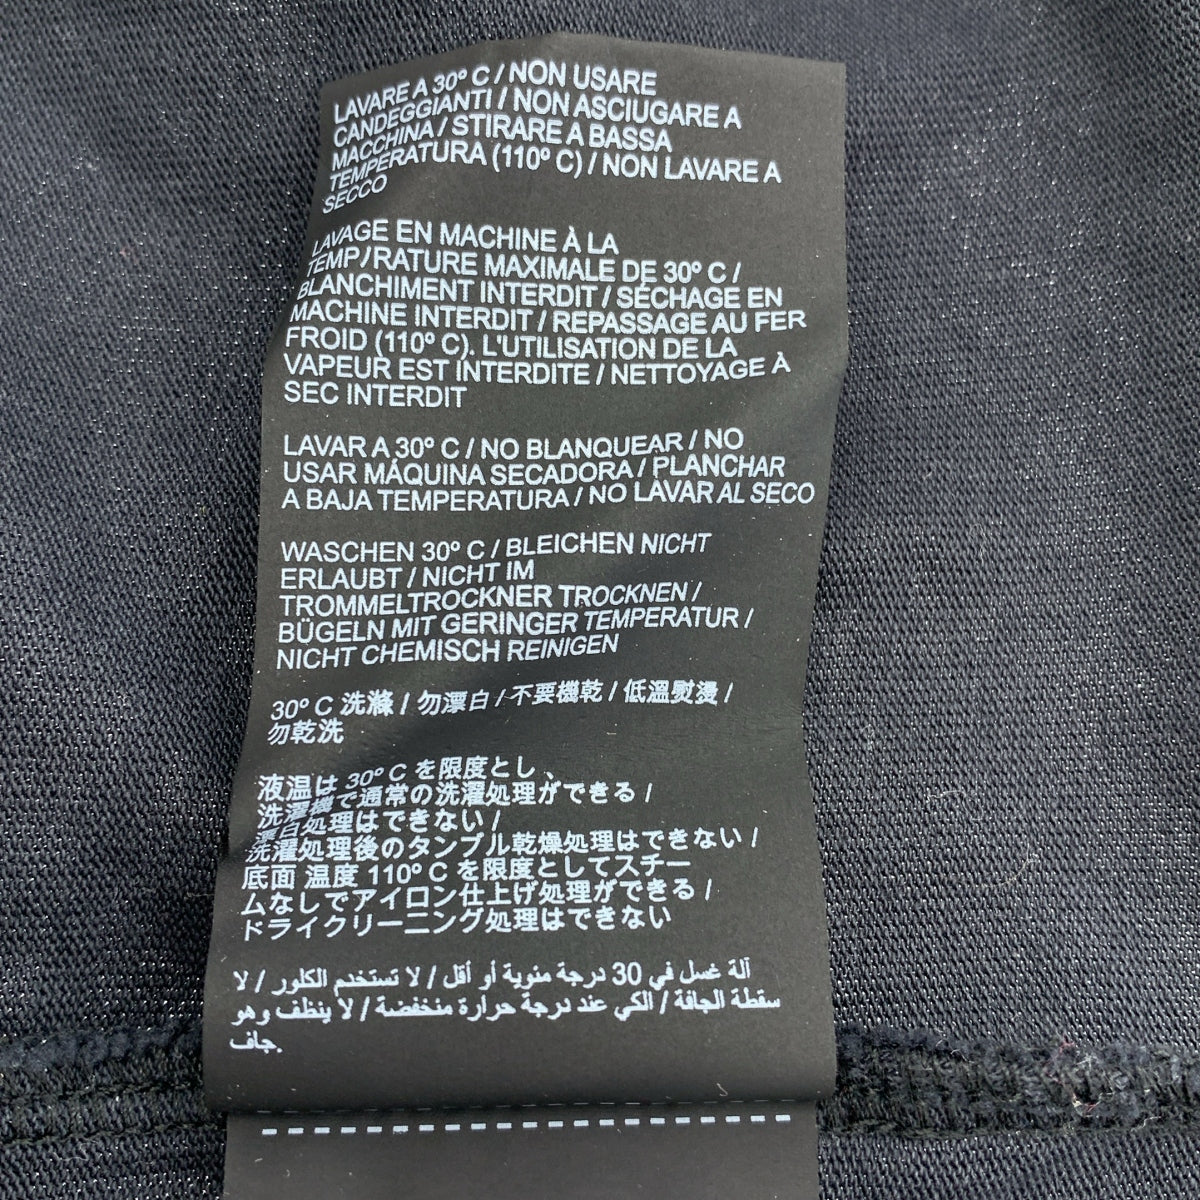 LAVARE A 30º C / NON USARE
CANDEGGIANTI / NON ASCIUGARE A
MACCHINA / STIRARE A BASSA
TEMPERATURA (110º C) / NON LAVARE A
SECCO
LAVAGE EN MACHINE À LA
TEMP)RATURE MAXIMALE DE 30º C /
BLANCHIMENT INTERDIT / SÉCHAGE EN
MACHINE INTERDIT / REPASSAGE AU FER
FROID (110º C). L'UTILISATION DE LA
VAPEUR EST INTERDITE / NETTOYAGE À
SEC INTERDIT
LAVAR A 30º C / NO BLANQUEAR / NO
USAR MÁQUINA SECADORA / PLANCHAR
A BAJA TEMPERATURA / NO LAVAR AL SECO
WASCHEN 30º C / BLEICHEN NICHT
ERLAUBT / NICHT IM
TROMMELTROCKNER TROCKNEN /
BÜGELN MIT GERINGER TEMPERATUR /
NICHT CHEMISCH REINIGEN
30º C 洗滌 / 勿漂白 / 不要機乾 / 低溫熨燙 /
勿乾洗
液温は 30º C を限度とし、
洗濯機で通常の洗濯処理ができる /
漂白処理はできない /
洗濯処理後のタンブル乾燥処理はできない /
底面 温度 110º C を限度としてスチー
ムなしでアイロン仕上げ処理ができる /
ドライクリーニング処理はできない
آلة غسل في 30 درجة منوية أو أقل / لا تستخدم الكلور / لا
سقطة الجافة / الكي عند درجة حرارة منخفضة / لا ينظف وهو
جاف.